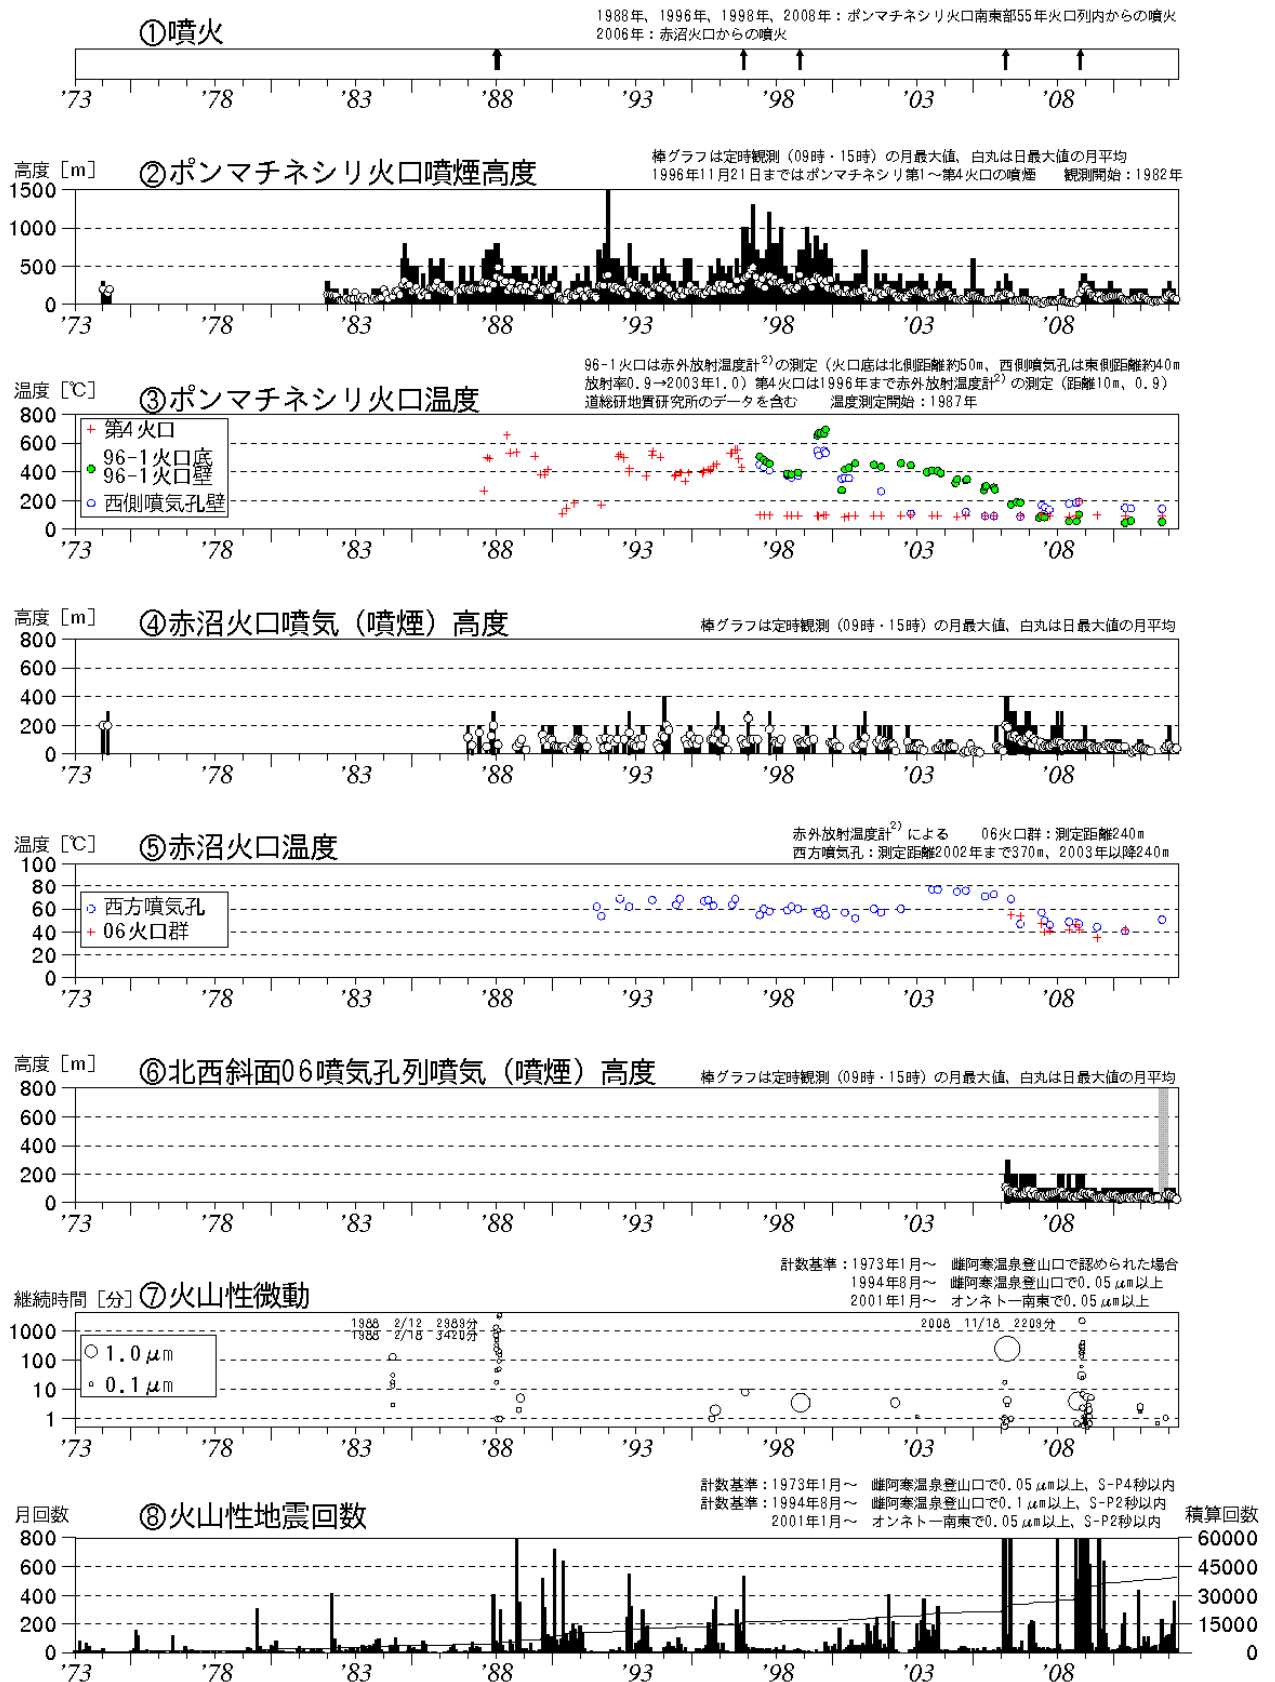 ①噴火
1988年、1996年、1998年、2008年：ポンマチネシリ火口南東部55年火口列内からの噴火
2006年：赤沼火口からの噴火
'73 '78 '83 '88 '93 '98 '03 '08
高度［m］
②ポンマチネシリ火口噴煙高度
棒グラフは定時観測（09時・15時）の月最大値、白丸は日最大値の月平均
1996年11月21日まではポンマチネシリ第1～第4火口の噴煙 観測開始：1982年
1500
1000
500
0
'73 '78 '83 '88 '93 '98 '03 '08
温度［℃］
③ポンマチネシリ火口温度
96-1火口は赤外放射温度計2)の測定（火口底は北側距離約50m、西側噴気孔は東側距離約40m
放射率0.9→2003年1.0）第4火口は1996年まで赤外放射温度計2)の測定（距離10m、0.9）
道総研地質研究所のデータを含む 温度測定開始：1987年
800
600
400
200
0
第4火口
96-1火口底
96-1火口壁
西側噴気孔壁
'73 '78 '83 '88 '93 '98 '03 '08
高度［m］
④赤沼火口噴気（噴煙）高度
棒グラフは定時観測（09時・15時）の月最大値、白丸は日最大値の月平均
800
600
400
200
0
'73 '78 '83 '88 '93 '98 '03 '08
温度［℃］
⑤赤沼火口温度
赤外放射温度計2)による 06火口群：測定距離240m
西方噴気孔：測定距離2002年まで370m、2003年以降240m
100
80
60
40
20
0
西方噴気孔
06火口群
'73 '78 '83 '88 '93 '98 '03 '08
高度［m］
⑥北西斜面06噴気孔列噴気（噴煙）高度
棒グラフは定時観測（09時・15時）の月最大値、白丸は日最大値の月平均
800
600
400
200
0
'73 '78 '83 '88 '93 '98 '03 '08
計数基準：1973年1月～ 雌阿寒温泉登山口で認められた場合
1994年8月～ 雌阿寒温泉登山口で0.05μm以上
2001年1月～ オンネトー南東で0.05μm以上
継続時間［分］
⑦火山性微動
1988 2/12 2989分
1988 2/18 3420分
2008 11/18 2209分
1000
100
10
1
1.0μm
0.1μm
'73 '78 '83 '88 '93 '98 '03 '08
計数基準：1973年1月～ 雌阿寒温泉登山口で0.05μm以上、S-P4秒以内
計数基準：1994年8月～ 雌阿寒温泉登山口で0.1μm以上、S-P2秒以内
2001年1月～ オンネトー南東で0.05μm以上、S-P2秒以内
月回数
⑧火山性地震回数
積算回数
800 60000
600 45000
400 30000
200 15000
0 0
'73 '78 '83 '88 '93 '98 '03 '08